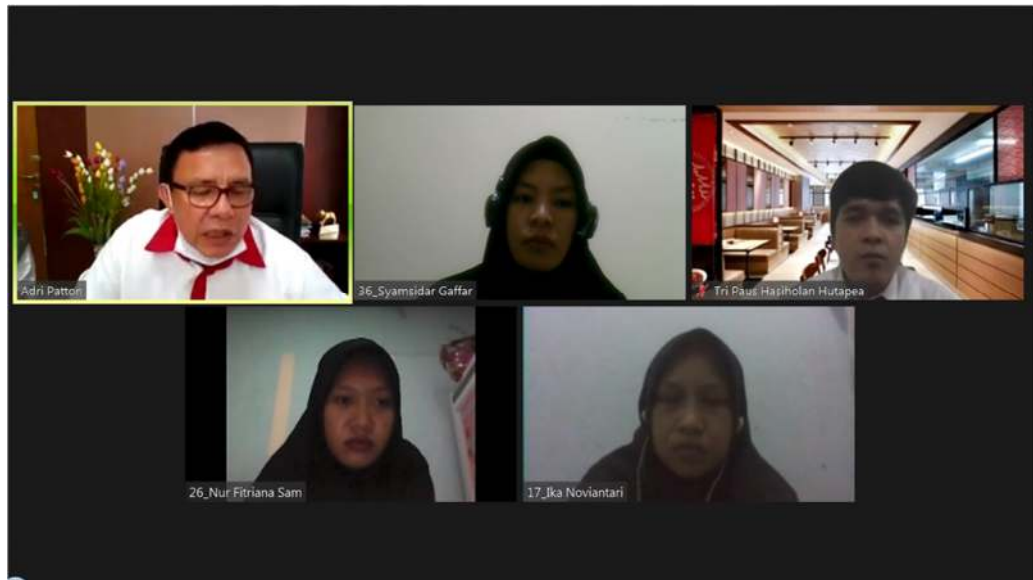 Adri Patton
36_Syamsidar Gaffar
Tri Paus Hasiholan Hutapea
26_Nur Fitriana Sam
17_Ika Noviantari